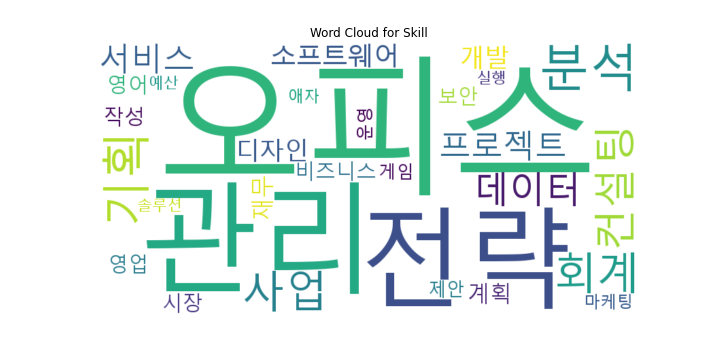 Word Cloud for Skill
서비스
소프트웨어
개발
분석
영어
예산
오피스
실행
애자
보안
작성
운영
디자인
프로젝트
기획
비즈니스
게임
데이터
컨설팅
재무
솔루션
관리
전략
영업
사업
회계
시장
제안
계획
마케팅